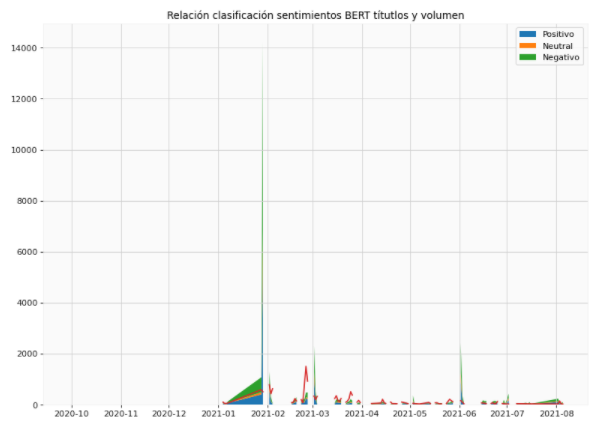 Relación clasificación sentimientos BERT títutlos y volumen
Positivo
Neutral
Negativo
14000
12000
10000
8000
6000
4000
2000
0
2020-10 2020-11 2020-12 2021-01 2021-02 2021-03 2021-04 2021-05 2021-06 2021-07 2021-08